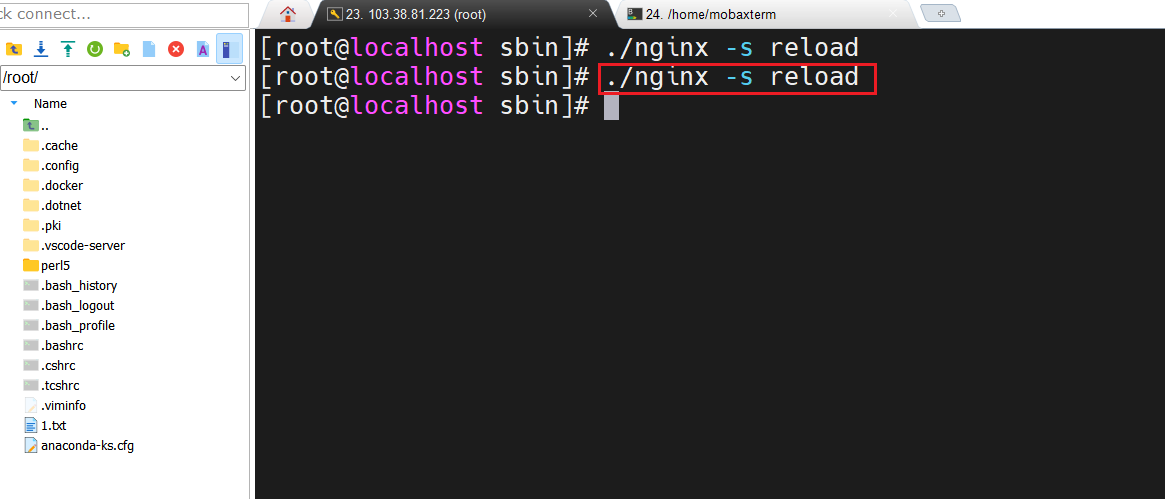 ck connect...
23. 103.38.81.223 (root)
24. /home/mobaxterm
/root/
Name
..
.cache
.config
.docker
.dotnet
.pki
.vscode-server
perl5
.bash_history
.bash_logout
.bash_profile
.bashrc
.cshrc
.tcshrc
.viminfo
1.txt
anaconda-ks.cfg
[root@localhost sbin]# ./nginx -s reload
[root@localhost sbin]# ./nginx -s reload
[root@localhost sbin]#